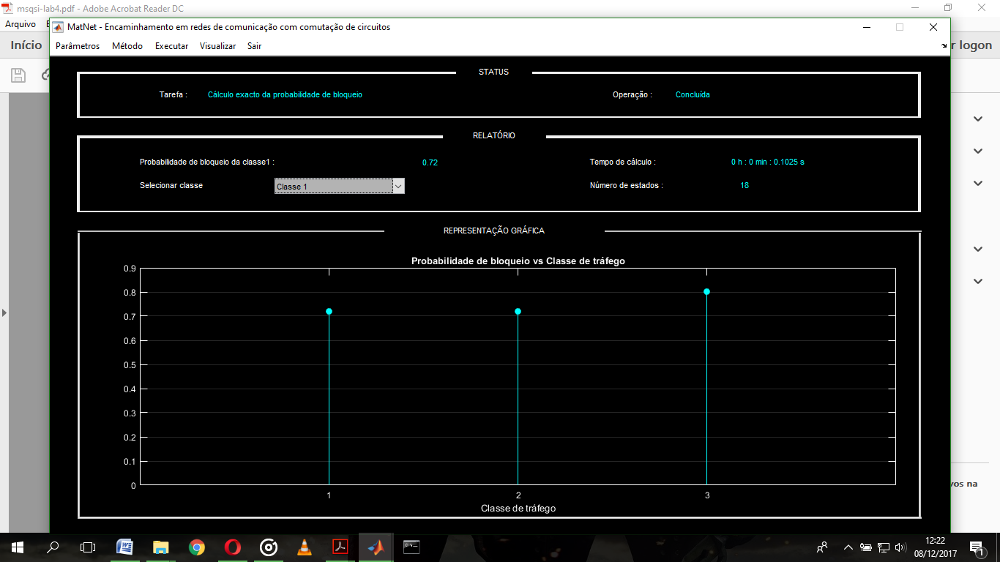 msqsi-lab4.pdf - Adobe Acrobat Reader DC
Arquivo
MatNet - Encaminhamento em redes de comunicação com comutação de circuitos
Início
r logon
Parâmetros Método Executar Visualizar Sair
STATUS
Tarefa : Cálculo exacto da probabilidade de bloqueio Operação : Concluída
RELATÓRIO
Probabilidade de bloqueio da classe1 : 0.72 Tempo de cálculo : 0 h : 0 min : 0.1025 s
Selecionar classe Classe 1 Número de estados : 18
REPRESENTAÇÃO GRÁFICA
Probabilidade de bloqueio vs Classe de tráfego
0.9
0.8
0.7
0.6
0.5
0.4
0.3
0.2
0.1
0
1 2 3
Classe de tráfego
vos na
12:22
08/12/2017
1